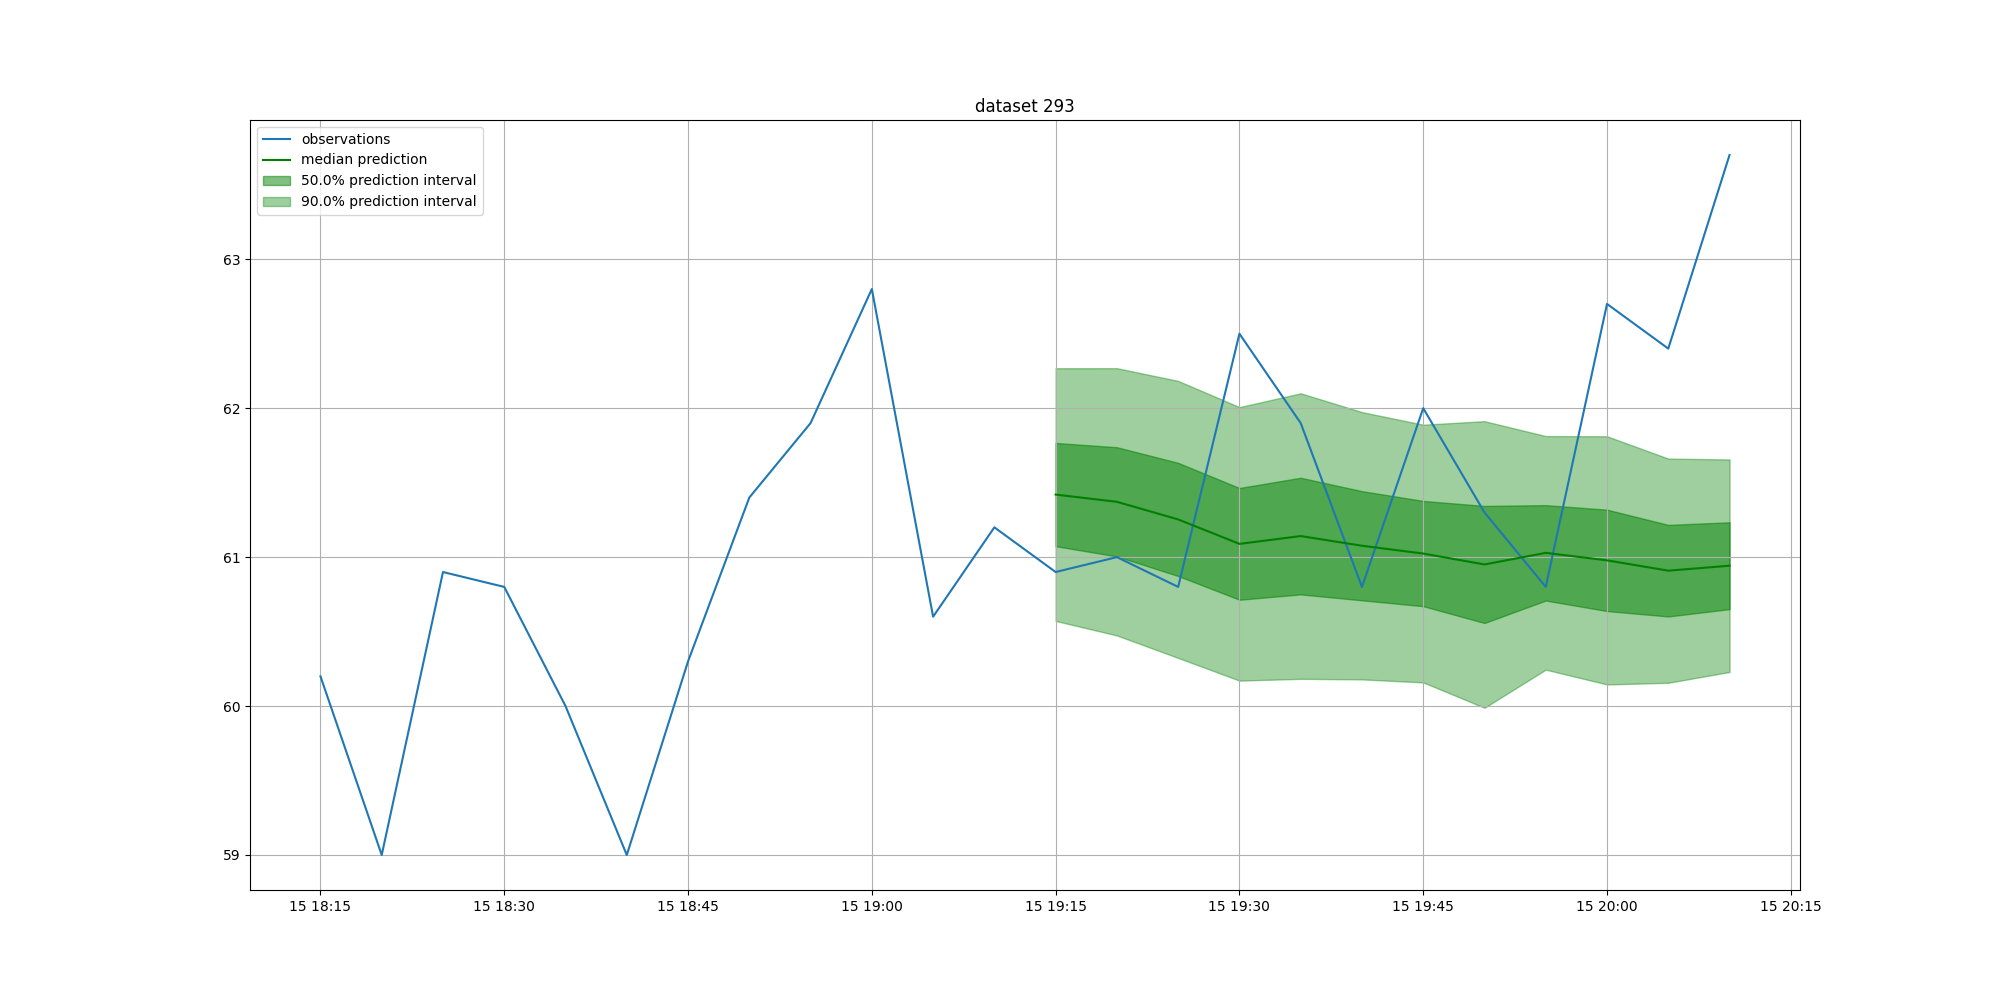 dataset 293
observations
median prediction
50.0% prediction interval
90.0% prediction interval
63
62
61
60
59
15 18:15
15 18:30
15 18:45
15 19:00
15 19:15
15 19:30
15 19:45
15 20:00
15 20:15